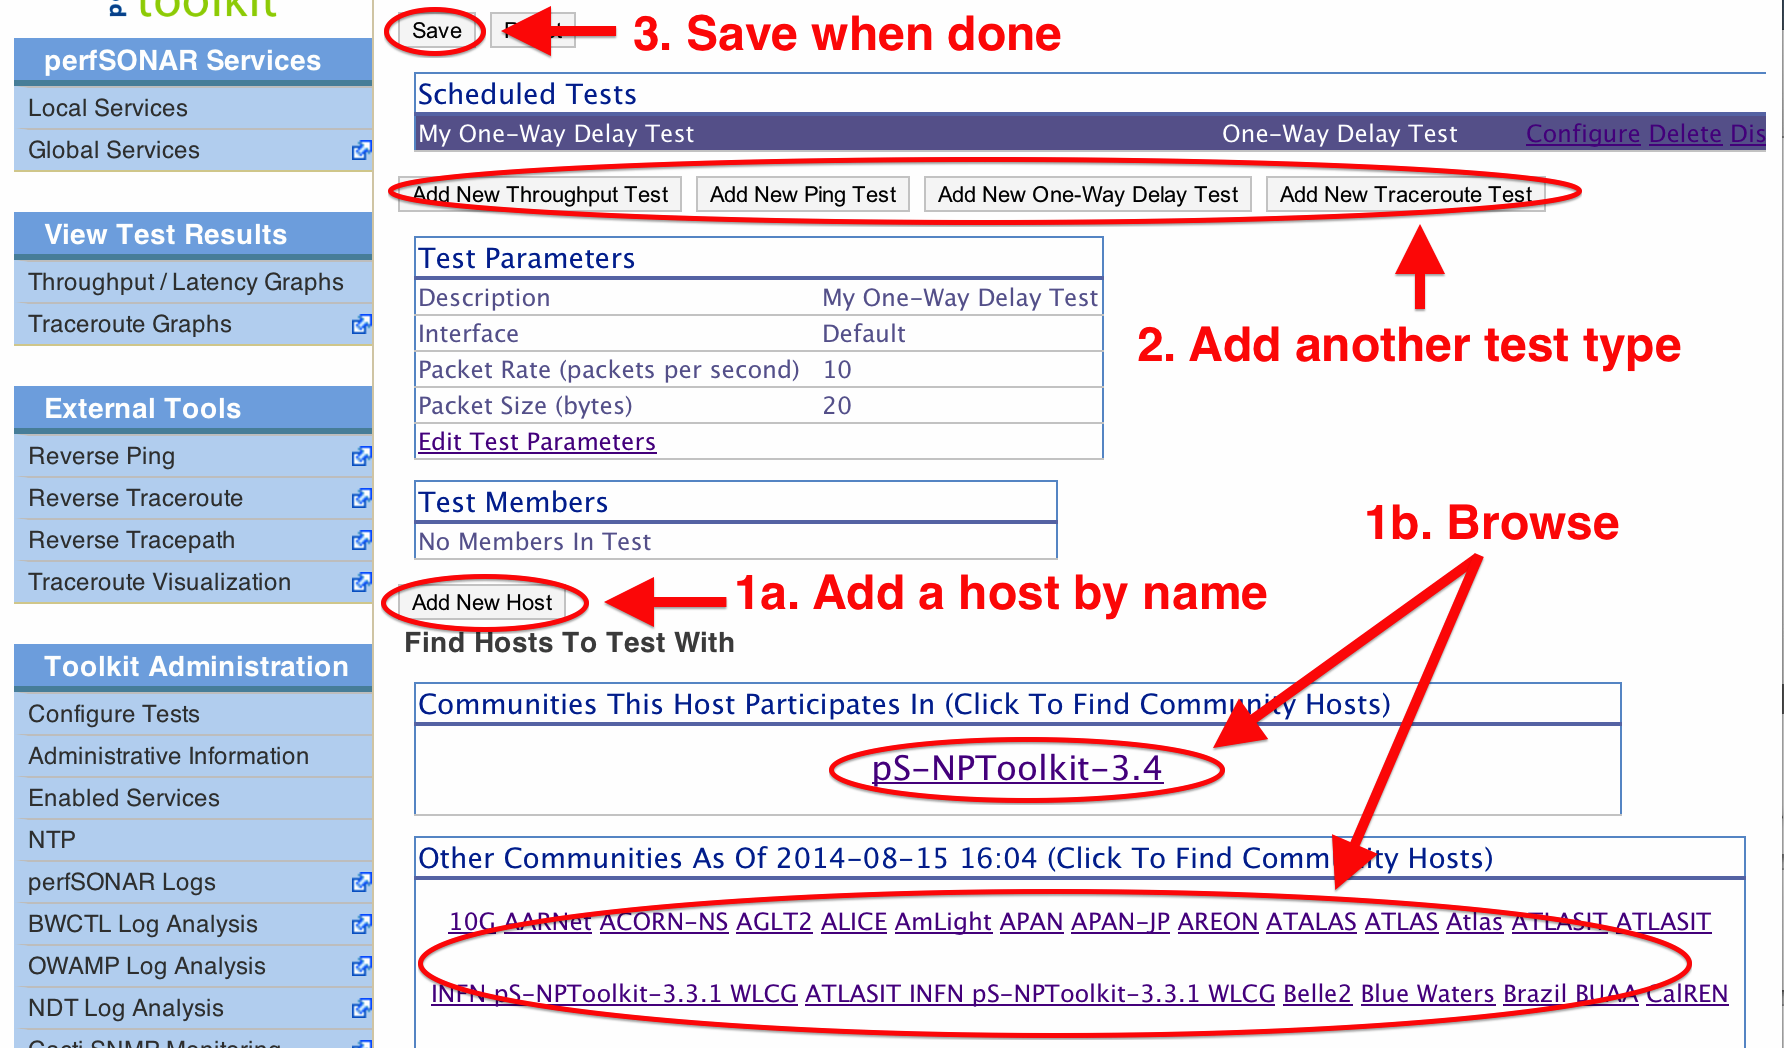 toolkit
perfSONAR Services
Local Services
Global Services
View Test Results
Throughput / Latency Graphs
Traceroute Graphs
External Tools
Reverse Ping
Reverse Traceroute
Reverse Tracepath
Traceroute Visualization
Toolkit Administration
Configure Tests
Administrative Information
Enabled Services
NTP
perfSONAR Logs
BWCTL Log Analysis
OWAMP Log Analysis
NDT Log Analysis
Cacti SNMP Monitoring
Save
3. Save when done
Scheduled Tests
My One-Way Delay Test One-Way Delay Test Configure Delete Dis
Add New Throughput Test Add New Ping Test Add New One-Way Delay Test Add New Traceroute Test
2. Add another test type
Test Parameters
Description My One-Way Delay Test
Interface Default
Packet Rate (packets per second) 10
Packet Size (bytes) 20
Edit Test Parameters
Test Members
No Members In Test
1b. Browse
Add New Host
1a. Add a host by name
Find Hosts To Test With
Communities This Host Participates In (Click To Find Community Hosts)
pS-NPToolkit-3.4
Other Communities As Of 2014-08-15 16:04 (Click To Find Community Hosts)
10G AARNet ACORN-NS AGLT2 ALICE AmLight APAN APAN-JP AREON ATALAS ATLAS Atlas ATLASIT ATLASIT
INFN pS-NPToolkit-3.3.1 WLCG ATLASIT INFN pS-NPToolkit-3.3.1 WLCG Belle2 Blue Waters Brazil BUAA CalREN